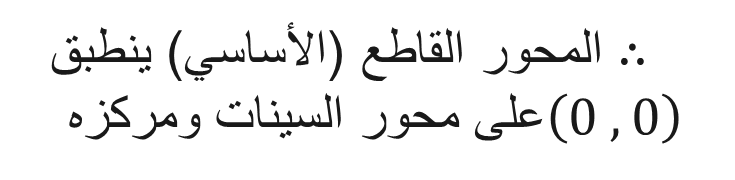 ∴ المحور القاطع (الأساسي) ينطبق
(0 , 0) على محور السينات ومركزه